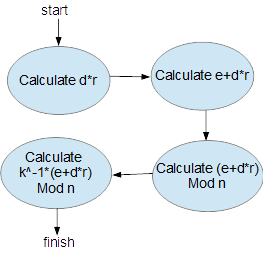 start
Calculate d*r
Calculate e+d*r
Calculate (e+d*r)
Mod n
Calculate
k^-1*(e+d*r)
Mod n
finish